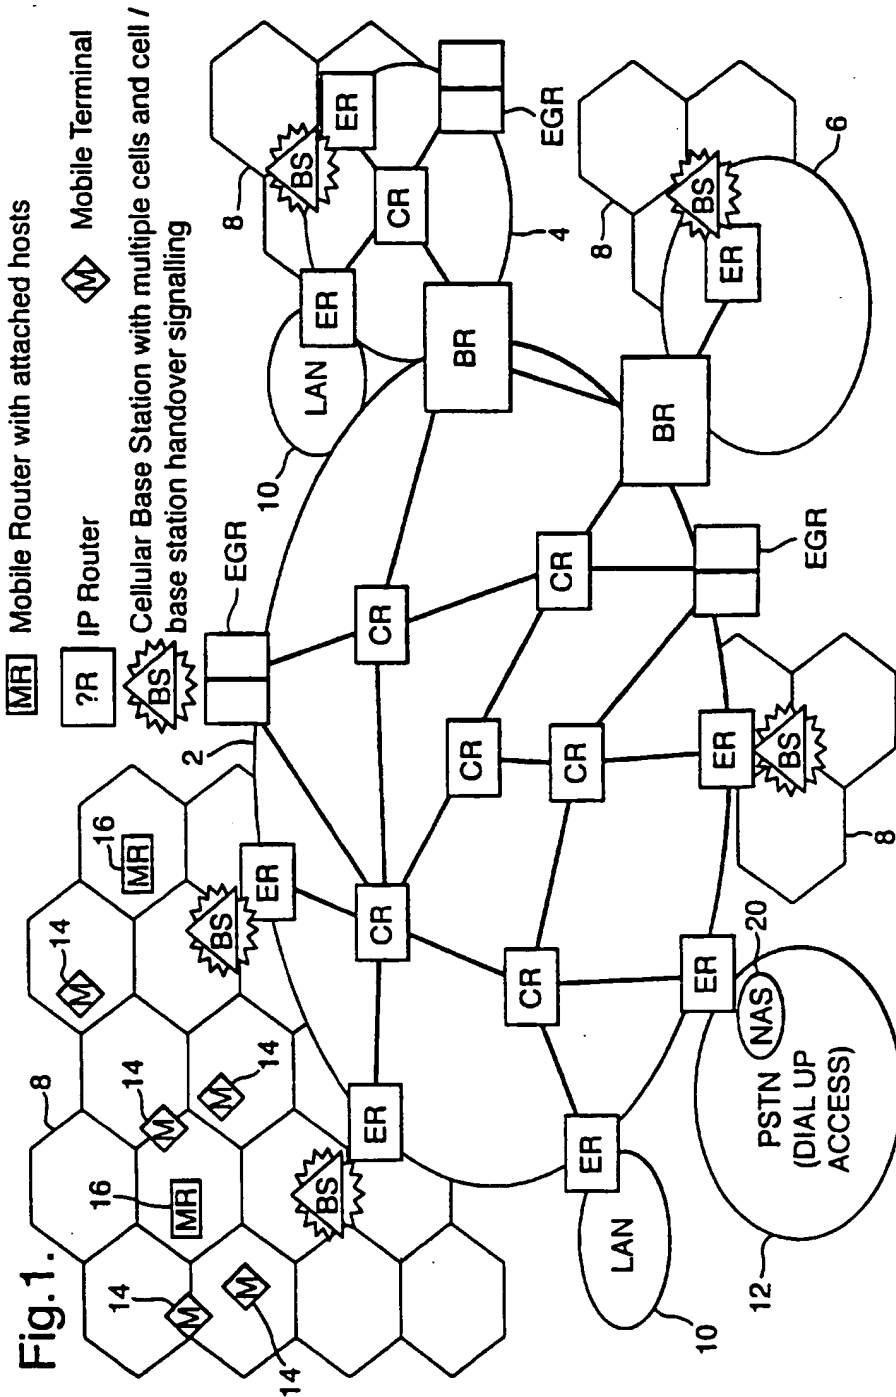 Fig.1.
MR Mobile Router with attached hosts
?R IP Router
M Mobile Terminal
BS Cellular Base Station with multiple cells and cell /
base station handover signalling
8
14
M
14
M
16
MR
14
M
14
M
14
M
16
MR
BS
BS
ER
ER
2
EGR
10
LAN
8
BS
ER
ER
CR
EGR
4
BR
CR
CR
CR
CR
CR
CR
BR
8
BS
ER
6
EGR
ER
LAN
10
ER
NAS
20
PSTN
(DIAL UP
ACCESS)
12
ER
BS
8